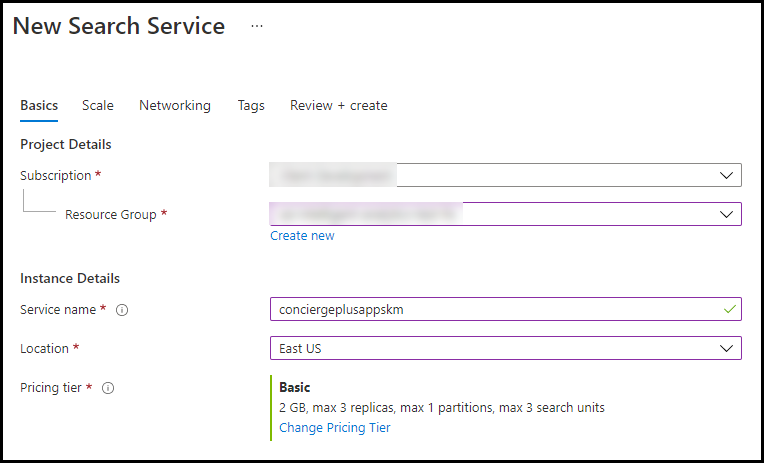 New Search Service ...
Basics Scale Networking Tags Review + create
Project Details
Subscription *
Resource Group *
Create new
Instance Details
Service name * conciergeplusappskm
Location * East US
Pricing tier * Basic
2 GB, max 3 replicas, max 1 partitions, max 3 search units
Change Pricing Tier